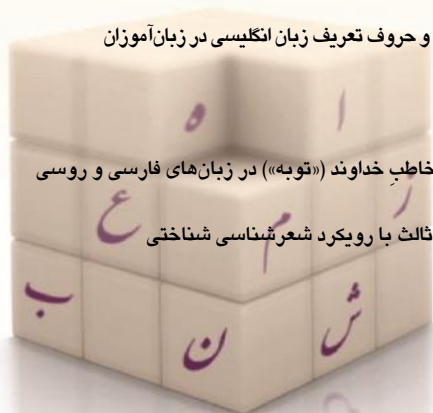 و حروف تعریف زبان انگلیسی در زبان‌آموزان
ه ا
خاطبِ خداوند («توبه») در زبان‌های فارسی و روسی
ع م ر
ثالث با رویکرد شعرشناسی شناختی
ب ن ش